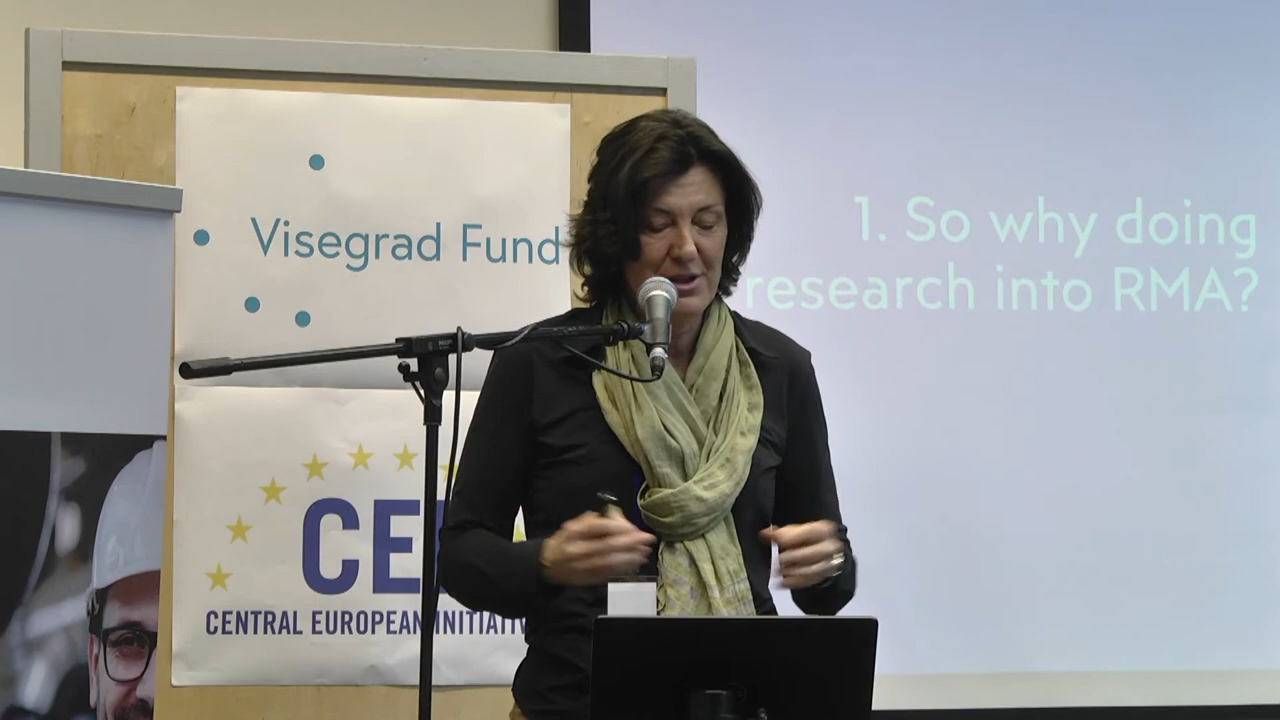 Visegrad Fund
CE
CENTRAL EUROPEAN INITIATIV
1. So why doing
research into RMA?